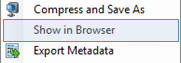 Compress and Save As
Show in Browser
Export Metadata